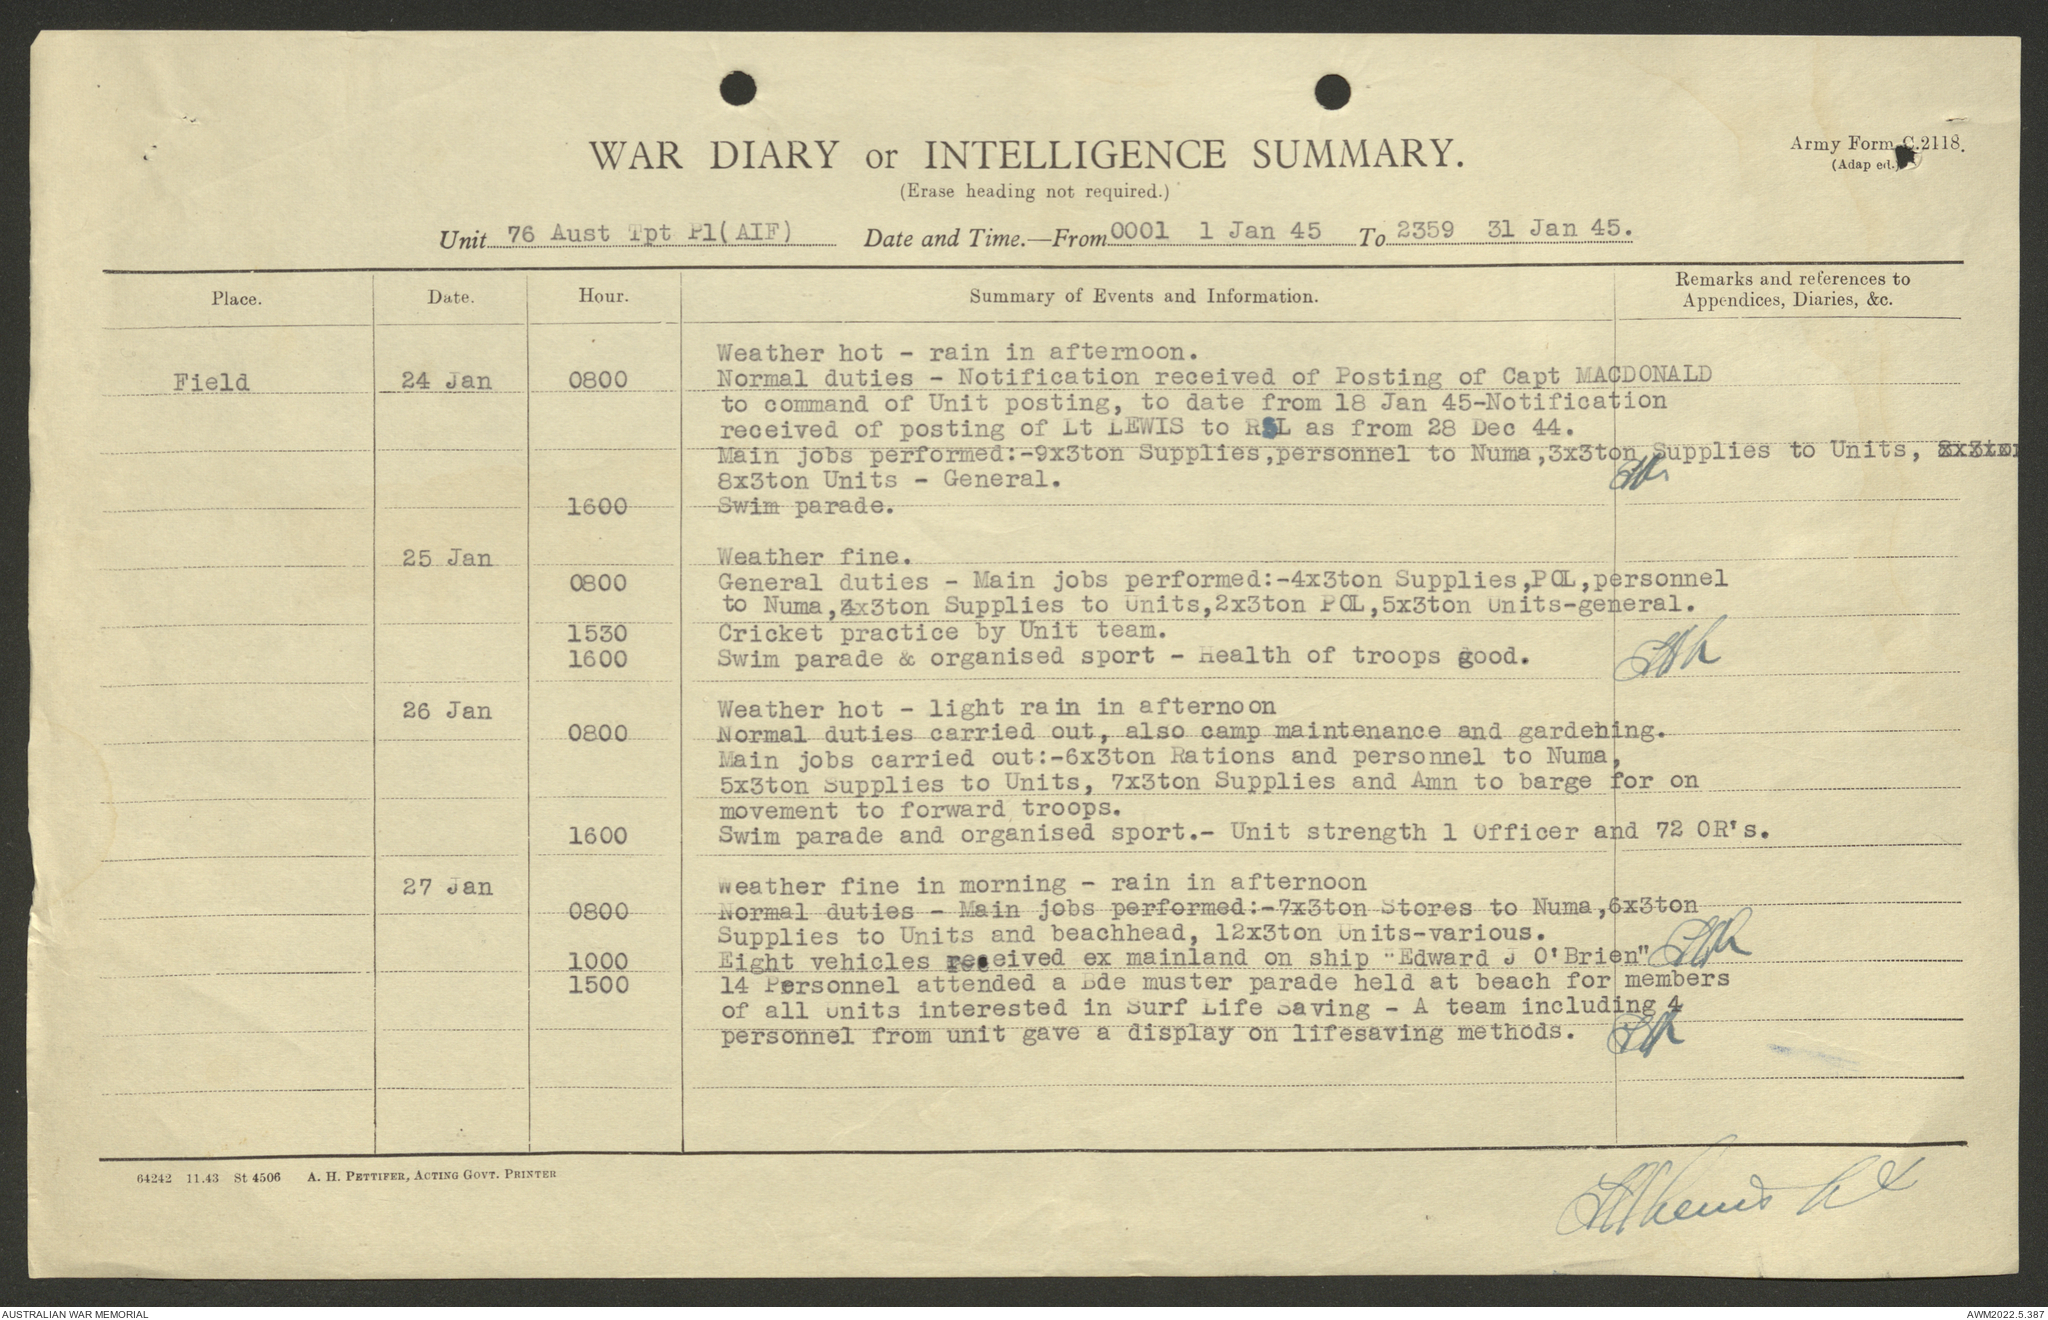 WAR DIARY or INTELLIGENCE SUMMARY.
(Erase heading not required.)
Army Form C.2118.
(Adap ed.)
Unit 76 Aust Tpt Pl(AIF) Date and Time.—From 0001 1 Jan 45 To 2359 31 Jan 45.
Place. Date. Hour. Summary of Events and Information. Remarks and references to
Appendices, Diaries, &c.
Weather hot - rain in afternoon.
Field 24 Jan 0800 Normal duties - Notification received of Posting of Capt MACDONALD
to command of Unit posting, to date from 18 Jan 45-Notification
received of posting of Lt LEWIS to RSL as from 28 Dec 44.
Main jobs performed:-9x3ton Supplies,personnel to Numa,3x3ton Supplies to Units, 8x3ton
8x3ton Units - General.
1600 Swim parade.
25 Jan Weather fine.
0800 General duties - Main jobs performed:-4x3ton Supplies,POL,personnel
to Numa,4x3ton Supplies to Units,2x3ton POL,5x3ton Units-general.
1530 Cricket practice by Unit team.
1600 Swim parade & organised sport - Health of troops good.
26 Jan Weather hot - light rain in afternoon
0800 Normal duties carried out, also camp maintenance and gardening.
Main jobs carried out:-6x3ton Rations and personnel to Numa,
5x3ton Supplies to Units, 7x3ton Supplies and Amn to barge for on
movement to forward troops.
1600 Swim parade and organised sport.- Unit strength 1 Officer and 72 OR's.
27 Jan Weather fine in morning - rain in afternoon
0800 Normal duties - Main jobs performed:-7x3ton Stores to Numa,6x3ton
Supplies to Units and beachhead, 12x3ton Units-various.
1000 Eight vehicles received ex mainland on ship "Edward J O'Brien"
1500 14 Personnel attended a Bde muster parade held at beach for members
of all Units interested in Surf Life Saving - A team including 4
personnel from unit gave a display on lifesaving methods.
64242 11.43 St 4506 A. H. PETTIFER, ACTING GOVT. PRINTER
Lewis Lt
AUSTRALIAN WAR MEMORIAL
AWM2022.5.387